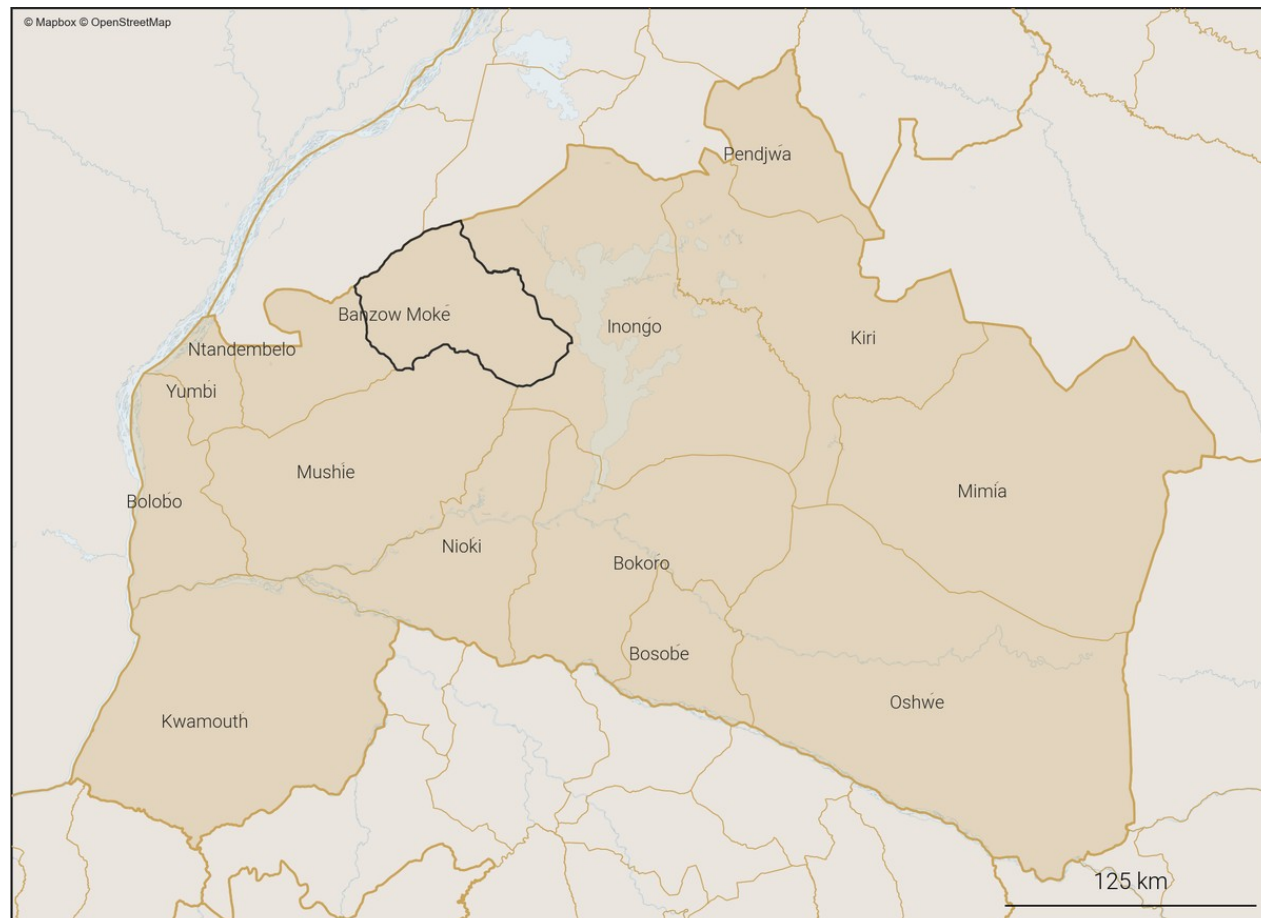 © Mapbox © OpenStreetMap
Pendjwa
Banzow Moke
Inongo
Kiri
Ntandembelo
Yumbi
Mushie
Mimia
Bolobo
Nioki
Bokoro
Bosobe
Oshwe
Kwamouth
125 km